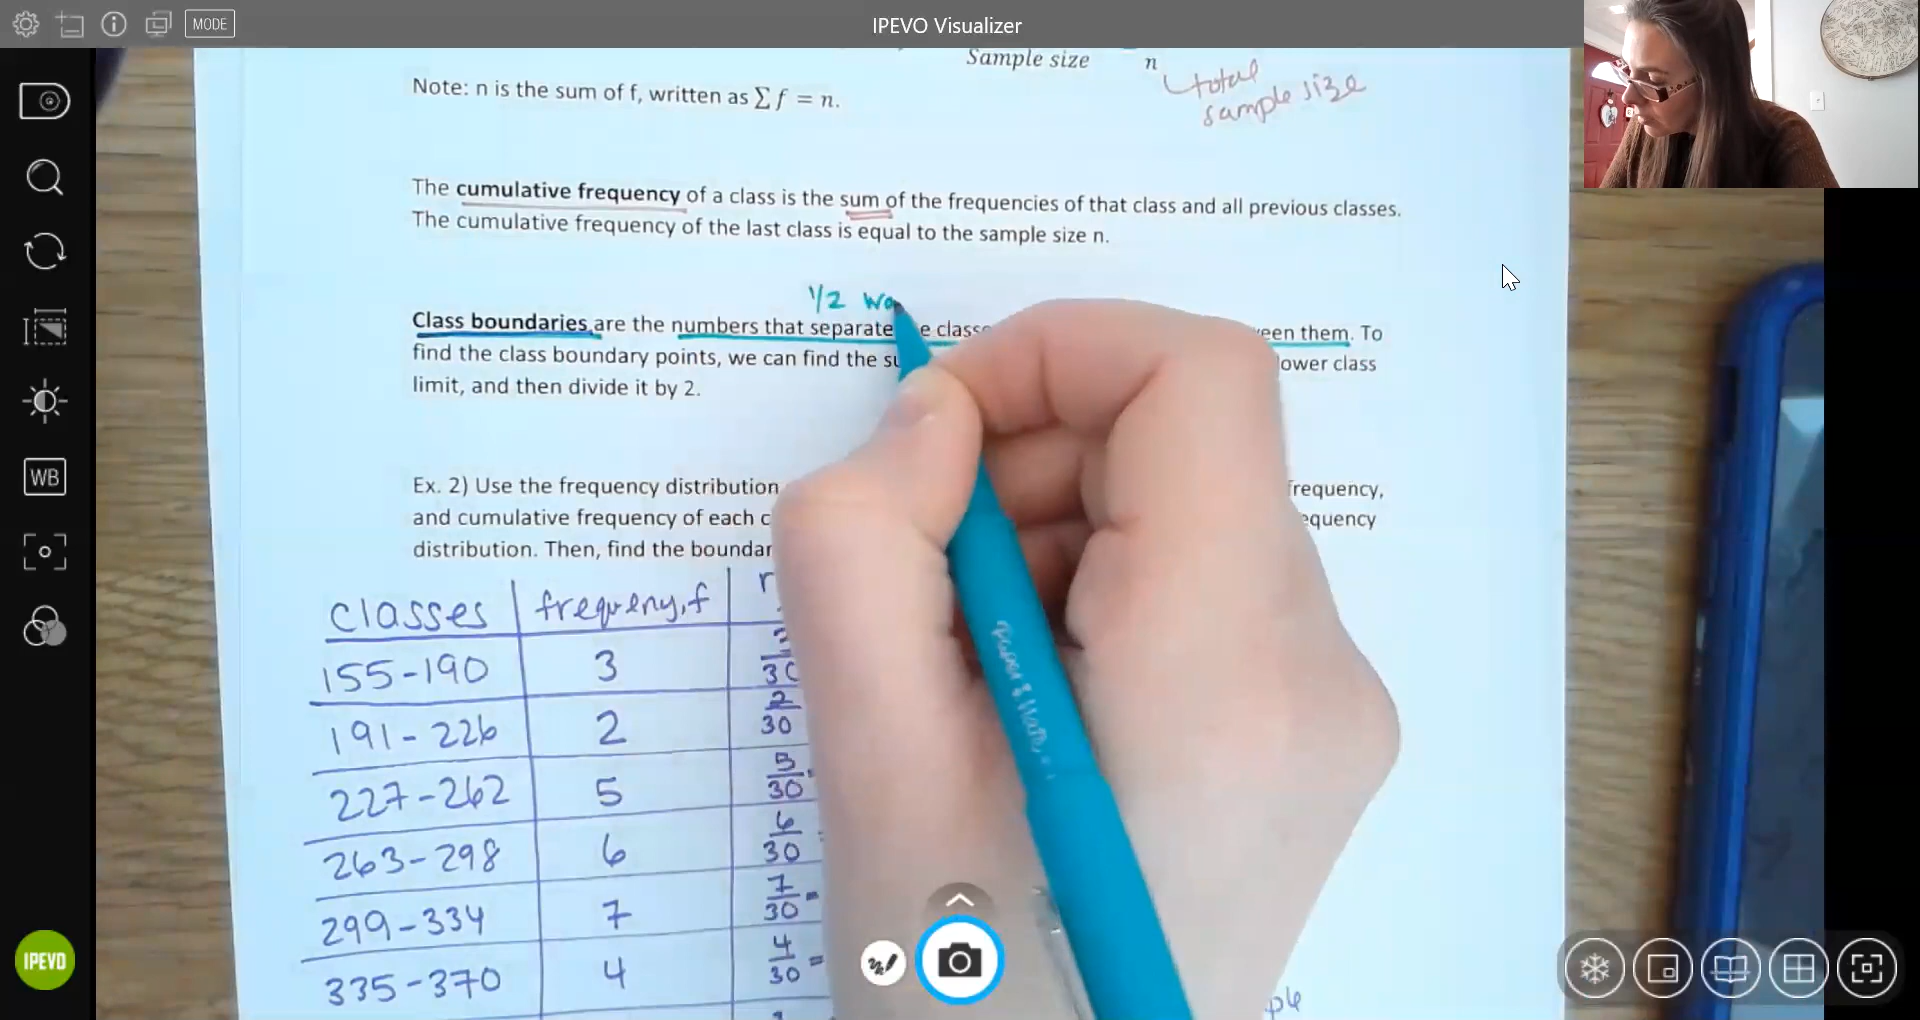 MODE
IPEVO Visualizer
Sample size
n
total
sample size
Note: n is the sum of f, written as ∑ f = n.
The cumulative frequency of a class is the sum of the frequencies of that class and all previous classes.
The cumulative frequency of the last class is equal to the sample size n.
1/2 wa
Class boundaries are the numbers that separate classe een them. To
find the class boundary points, we can find the su lower class
limit, and then divide it by 2.
Ex. 2) Use the frequency distribution frequency,
and cumulative frequency of each c equency
distribution. Then, find the boundar
classes frequeny, f r
155-190 3 30
191-226 2 2/30
227-262 5 5/30 =
263-298 6 6/30 =
299-334 7 7/30 =
335-370 4 4/30 =
ple
WB
IPEVO